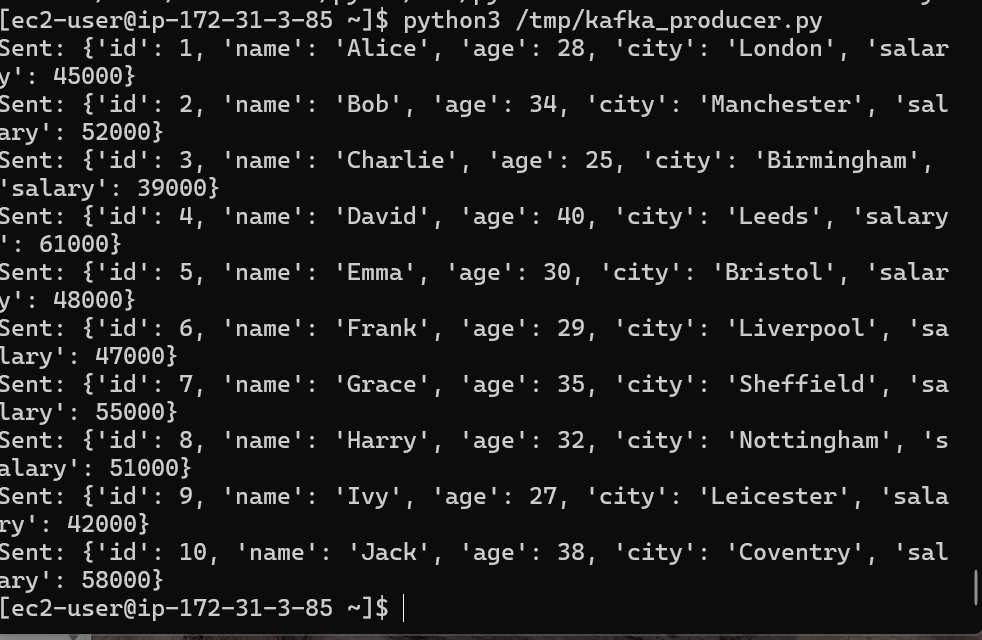 [ec2-user@ip-172-31-3-85 ~]$ python3 /tmp/kafka_producer.py
Sent: {'id': 1, 'name': 'Alice', 'age': 28, 'city': 'London', 'salar
y': 45000}
Sent: {'id': 2, 'name': 'Bob', 'age': 34, 'city': 'Manchester', 'sal
ary': 52000}
Sent: {'id': 3, 'name': 'Charlie', 'age': 25, 'city': 'Birmingham',
'salary': 39000}
Sent: {'id': 4, 'name': 'David', 'age': 40, 'city': 'Leeds', 'salary
': 61000}
Sent: {'id': 5, 'name': 'Emma', 'age': 30, 'city': 'Bristol', 'salar
y': 48000}
Sent: {'id': 6, 'name': 'Frank', 'age': 29, 'city': 'Liverpool', 'sa
lary': 47000}
Sent: {'id': 7, 'name': 'Grace', 'age': 35, 'city': 'Sheffield', 'sa
lary': 55000}
Sent: {'id': 8, 'name': 'Harry', 'age': 32, 'city': 'Nottingham', 's
alary': 51000}
Sent: {'id': 9, 'name': 'Ivy', 'age': 27, 'city': 'Leicester', 'sala
ry': 42000}
Sent: {'id': 10, 'name': 'Jack', 'age': 38, 'city': 'Coventry', 'sal
ary': 58000}
[ec2-user@ip-172-31-3-85 ~]$